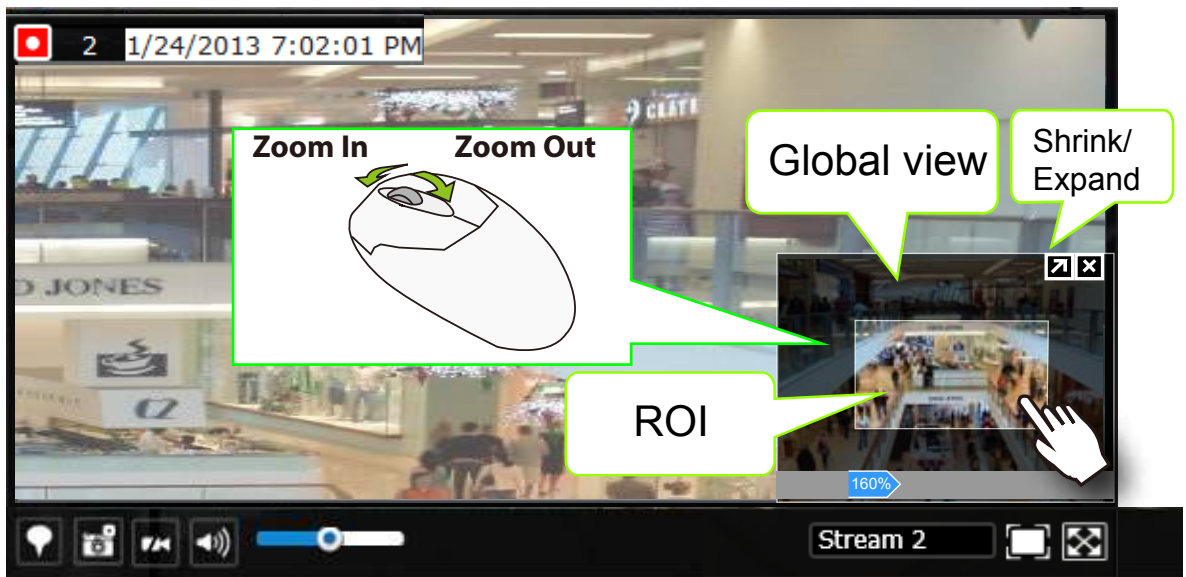 2 1/24/2013 7:02:01 PM
CRATE
Zoom In Zoom Out
Global view
Shrink/
Expand
JONES
ROI
160%
Stream 2